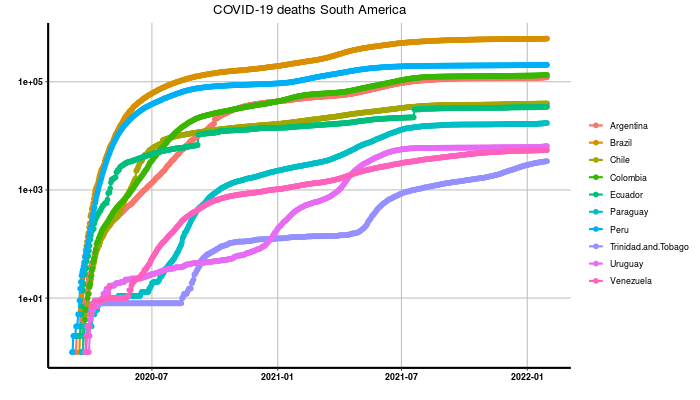 COVID-19 deaths South America
1e+05
1e+03
1e+01
2020-07 2021-01 2021-07 2022-01
Argentina
Brazil
Chile
Colombia
Ecuador
Paraguay
Peru
Trinidad.and.Tobago
Uruguay
Venezuela